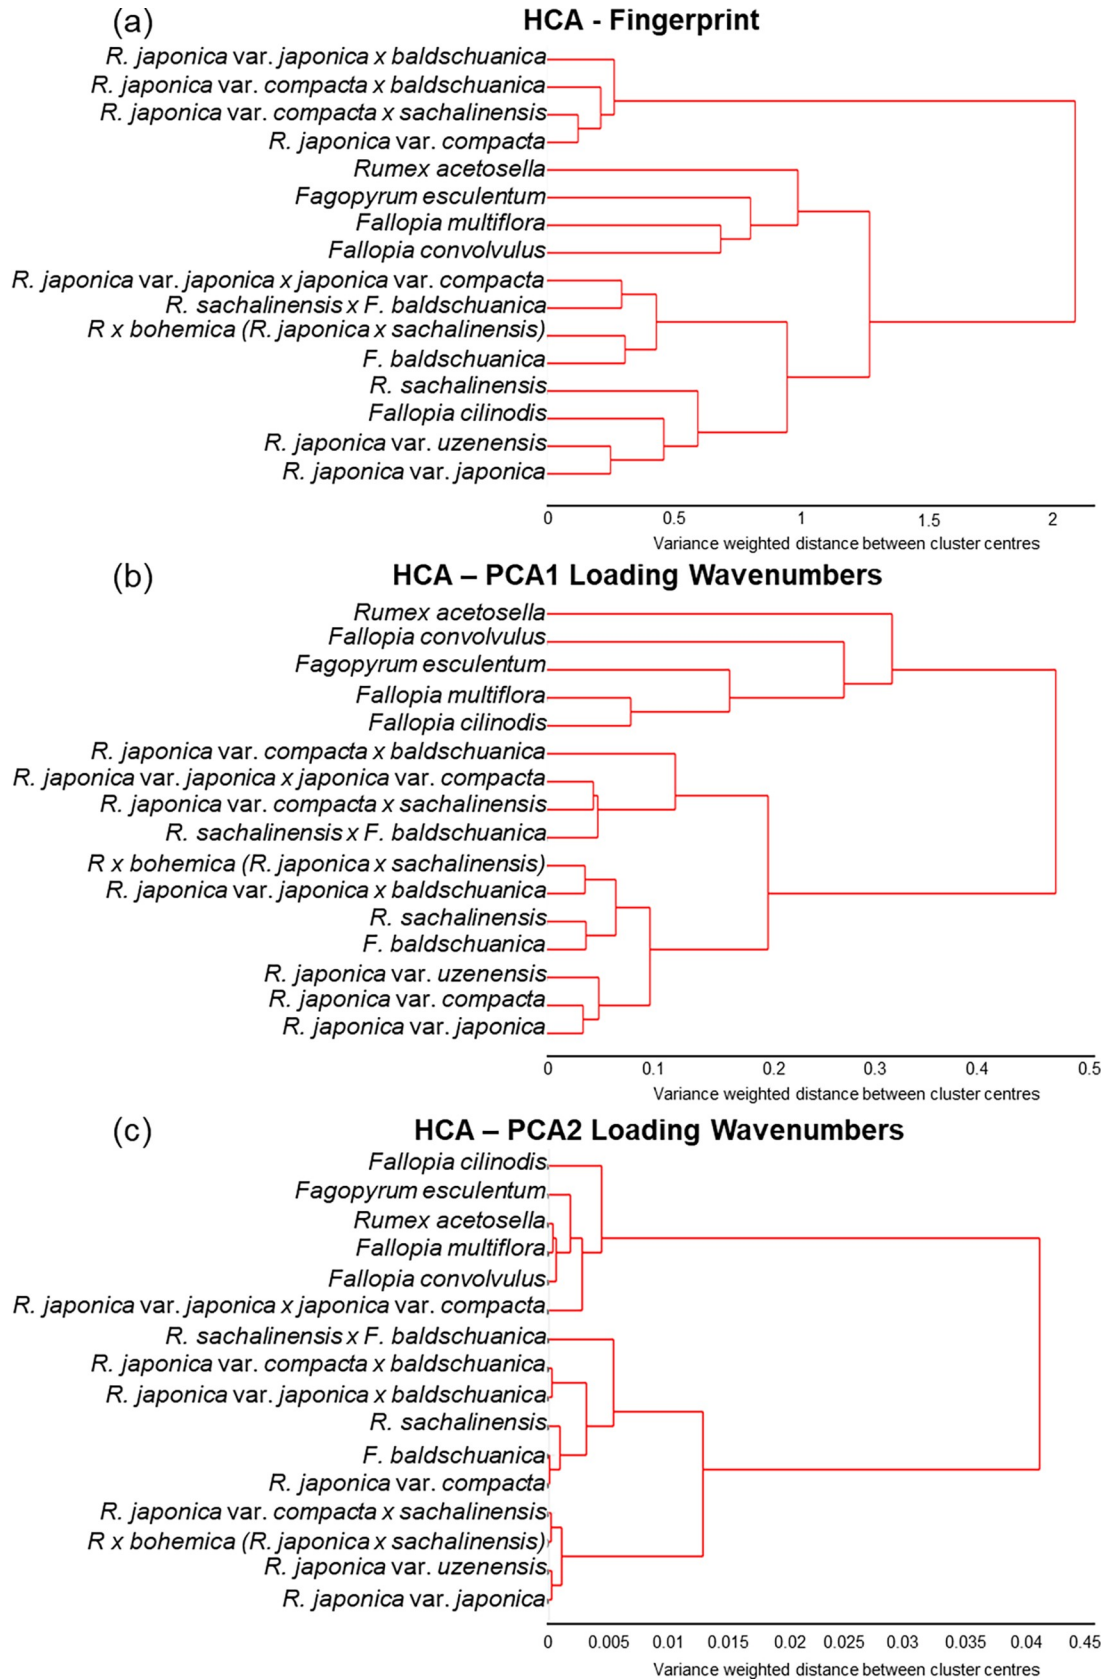 (a)
HCA - Fingerprint
R. japonica var. japonica x baldschuanica
R. japonica var. compacta x baldschuanica
R. japonica var. compacta x sachalinensis
R. japonica var. compacta
Rumex acetosella
Fagopyrum esculentum
Fallopia multiflora
Fallopia convolvulus
R. japonica var. japonica x japonica var. compacta
R. sachalinensis x F. baldschuanica
R x bohemica (R. japonica x sachalinensis)
F. baldschuanica
R. sachalinensis
Fallopia cilinodis
R. japonica var. uzenensis
R. japonica var. japonica
0 0.5 1 1.5 2
Variance weighted distance between cluster centres
(b)
HCA – PCA1 Loading Wavenumbers
Rumex acetosella
Fallopia convolvulus
Fagopyrum esculentum
Fallopia multiflora
Fallopia cilinodis
R. japonica var. compacta x baldschuanica
R. japonica var. japonica x japonica var. compacta
R. japonica var. compacta x sachalinensis
R. sachalinensis x F. baldschuanica
R x bohemica (R. japonica x sachalinensis)
R. japonica var. japonica x baldschuanica
R. sachalinensis
F. baldschuanica
R. japonica var. uzenensis
R. japonica var. compacta
R. japonica var. japonica
0 0.1 0.2 0.3 0.4 0.5
Variance weighted distance between cluster centres
(c)
HCA – PCA2 Loading Wavenumbers
Fallopia cilinodis
Fagopyrum esculentum
Rumex acetosella
Fallopia multiflora
Fallopia convolvulus
R. japonica var. japonica x japonica var. compacta
R. sachalinensis x F. baldschuanica
R. japonica var. compacta x baldschuanica
R. japonica var. japonica x baldschuanica
R. sachalinensis
F. baldschuanica
R. japonica var. compacta
R. japonica var. compacta x sachalinensis
R x bohemica (R. japonica x sachalinensis)
R. japonica var. uzenensis
R. japonica var. japonica
0 0.005 0.01 0.015 0.02 0.025 0.03 0.035 0.04 0.45
Variance weighted distance between cluster centres